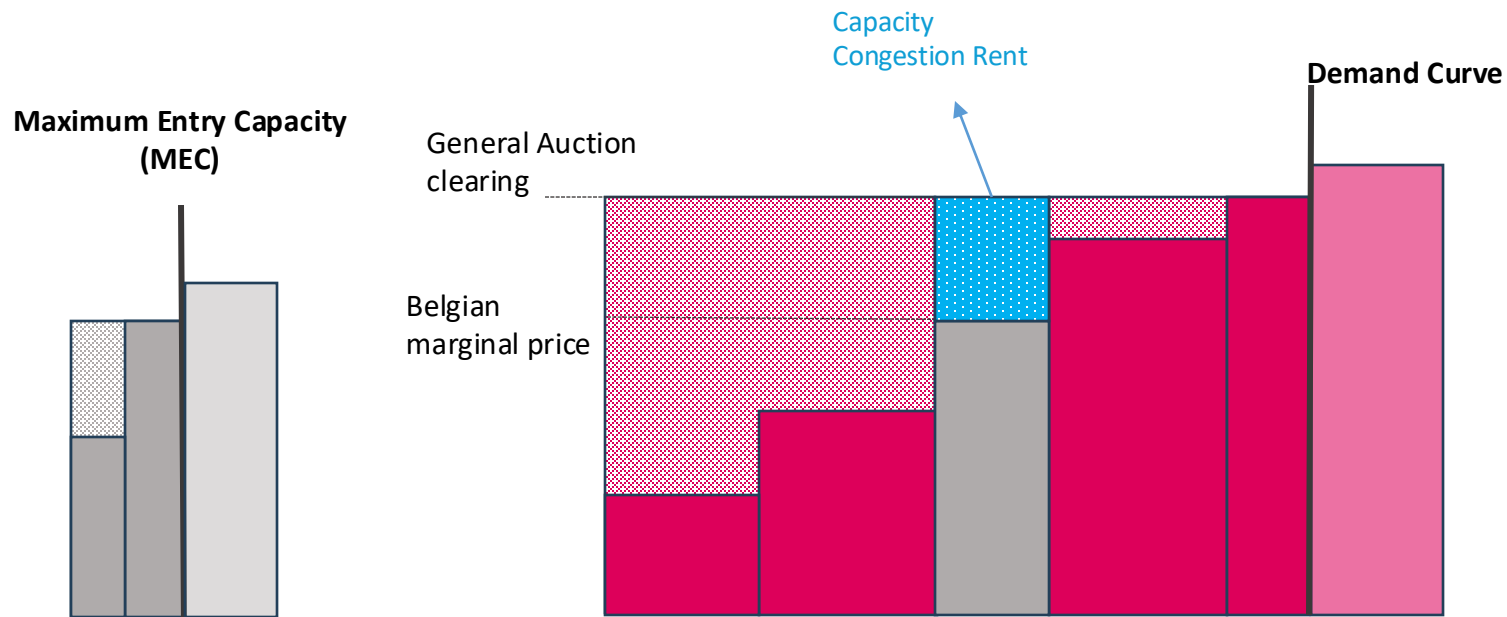 Capacity
Congestion Rent
Demand Curve
Maximum Entry Capacity
(MEC)
General Auction
clearing
Belgian
marginal price